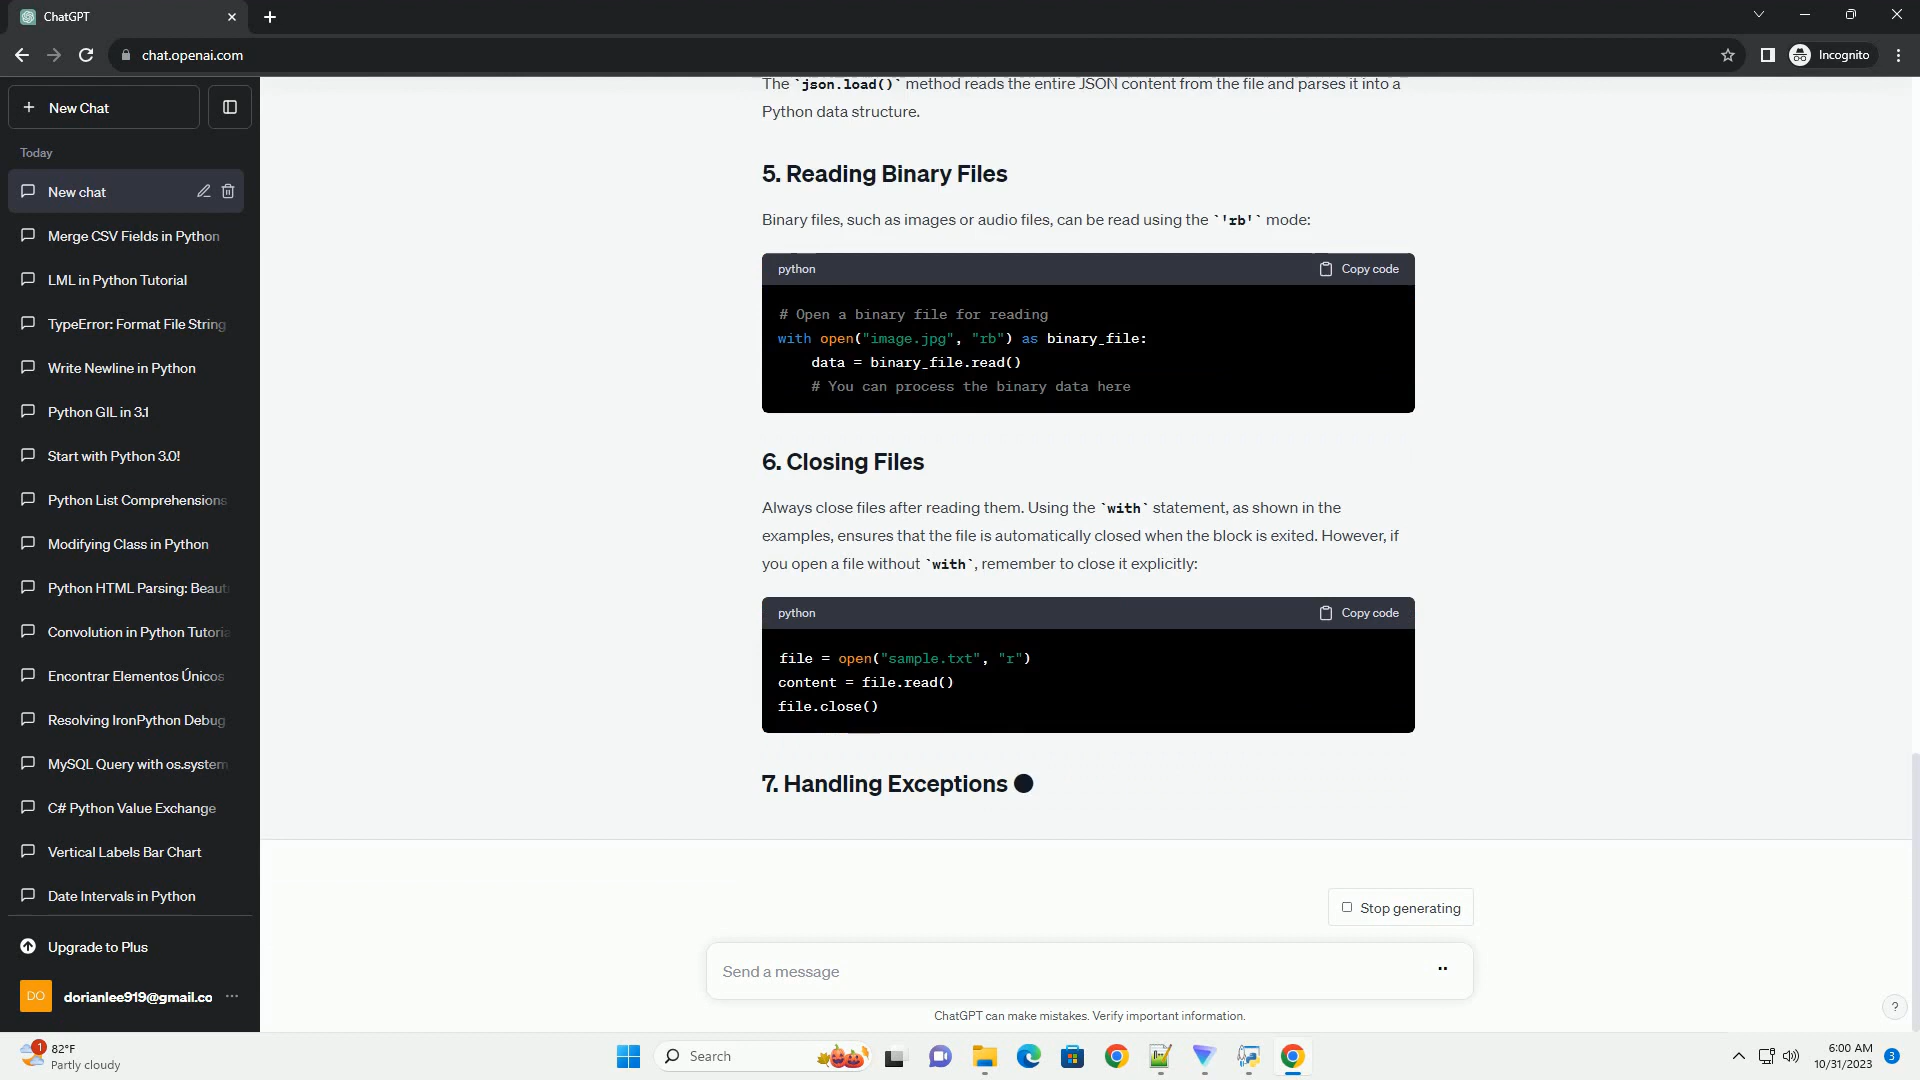 ChatGPT
chat.openai.com
Incognito
New Chat
Today
New chat
Merge CSV Fields in Python
LML in Python Tutorial
TypeError: Format File String
Write Newline in Python
Python GIL in 3.1
Start with Python 3.0!
Python List Comprehensions
Modifying Class in Python
Python HTML Parsing: Beaut
Convolution in Python Tutoria
Encontrar Elementos Únicos
Resolving IronPython Debug
MySQL Query with os.system
C# Python Value Exchange
Vertical Labels Bar Chart
Date Intervals in Python
Upgrade to Plus
DO dorianlee919@gmail.co
The `json.load()` method reads the entire JSON content from the file and parses it into a
Python data structure.
5. Reading Binary Files
Binary files, such as images or audio files, can be read using the `'rb'` mode:
python Copy code
# Open a binary file for reading
with open("image.jpg", "rb") as binary_file:
    data = binary_file.read()
    # You can process the binary data here
6. Closing Files
Always close files after reading them. Using the `with` statement, as shown in the
examples, ensures that the file is automatically closed when the block is exited. However, if
you open a file without `with`, remember to close it explicitly:
python Copy code
file = open("sample.txt", "r")
content = file.read()
file.close()
7. Handling Exceptions
Stop generating
Send a message
ChatGPT can make mistakes. Verify important information.
?
1
82°F
Partly cloudy
Search
6:00 AM
10/31/2023
3